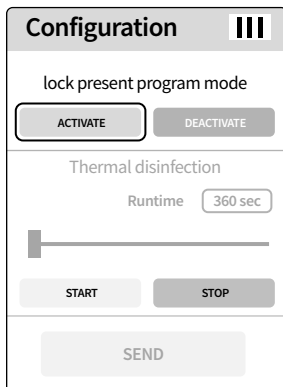 Configuration
lock present program mode
ACTIVATE DEACTIVATE
Thermal disinfection
Runtime 360 sec
START STOP
SEND